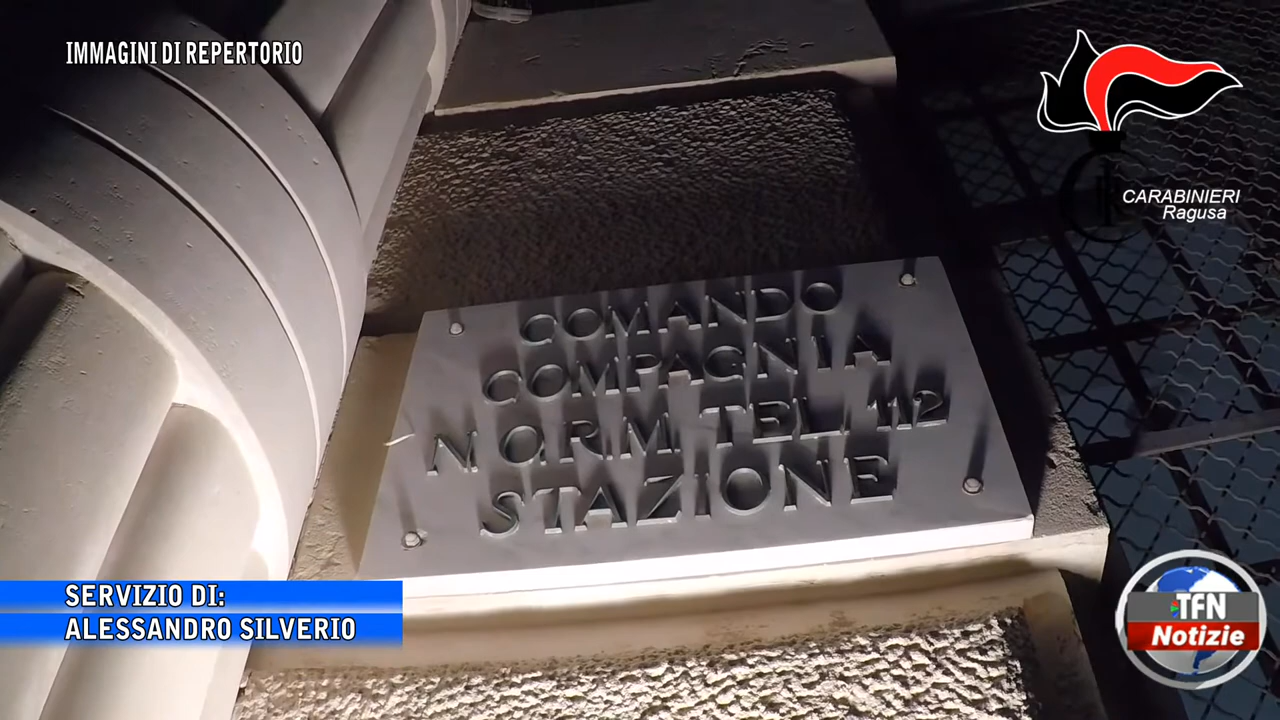 IMMAGINI DI REPERTORIO
CARABINIERI
Ragusa
COMANDO
COMPAGNIA
N.O.R.M. TEL. 112
STAZIONE
SERVIZIO DI:
ALESSANDRO SILVERIO
TFN
Notizie